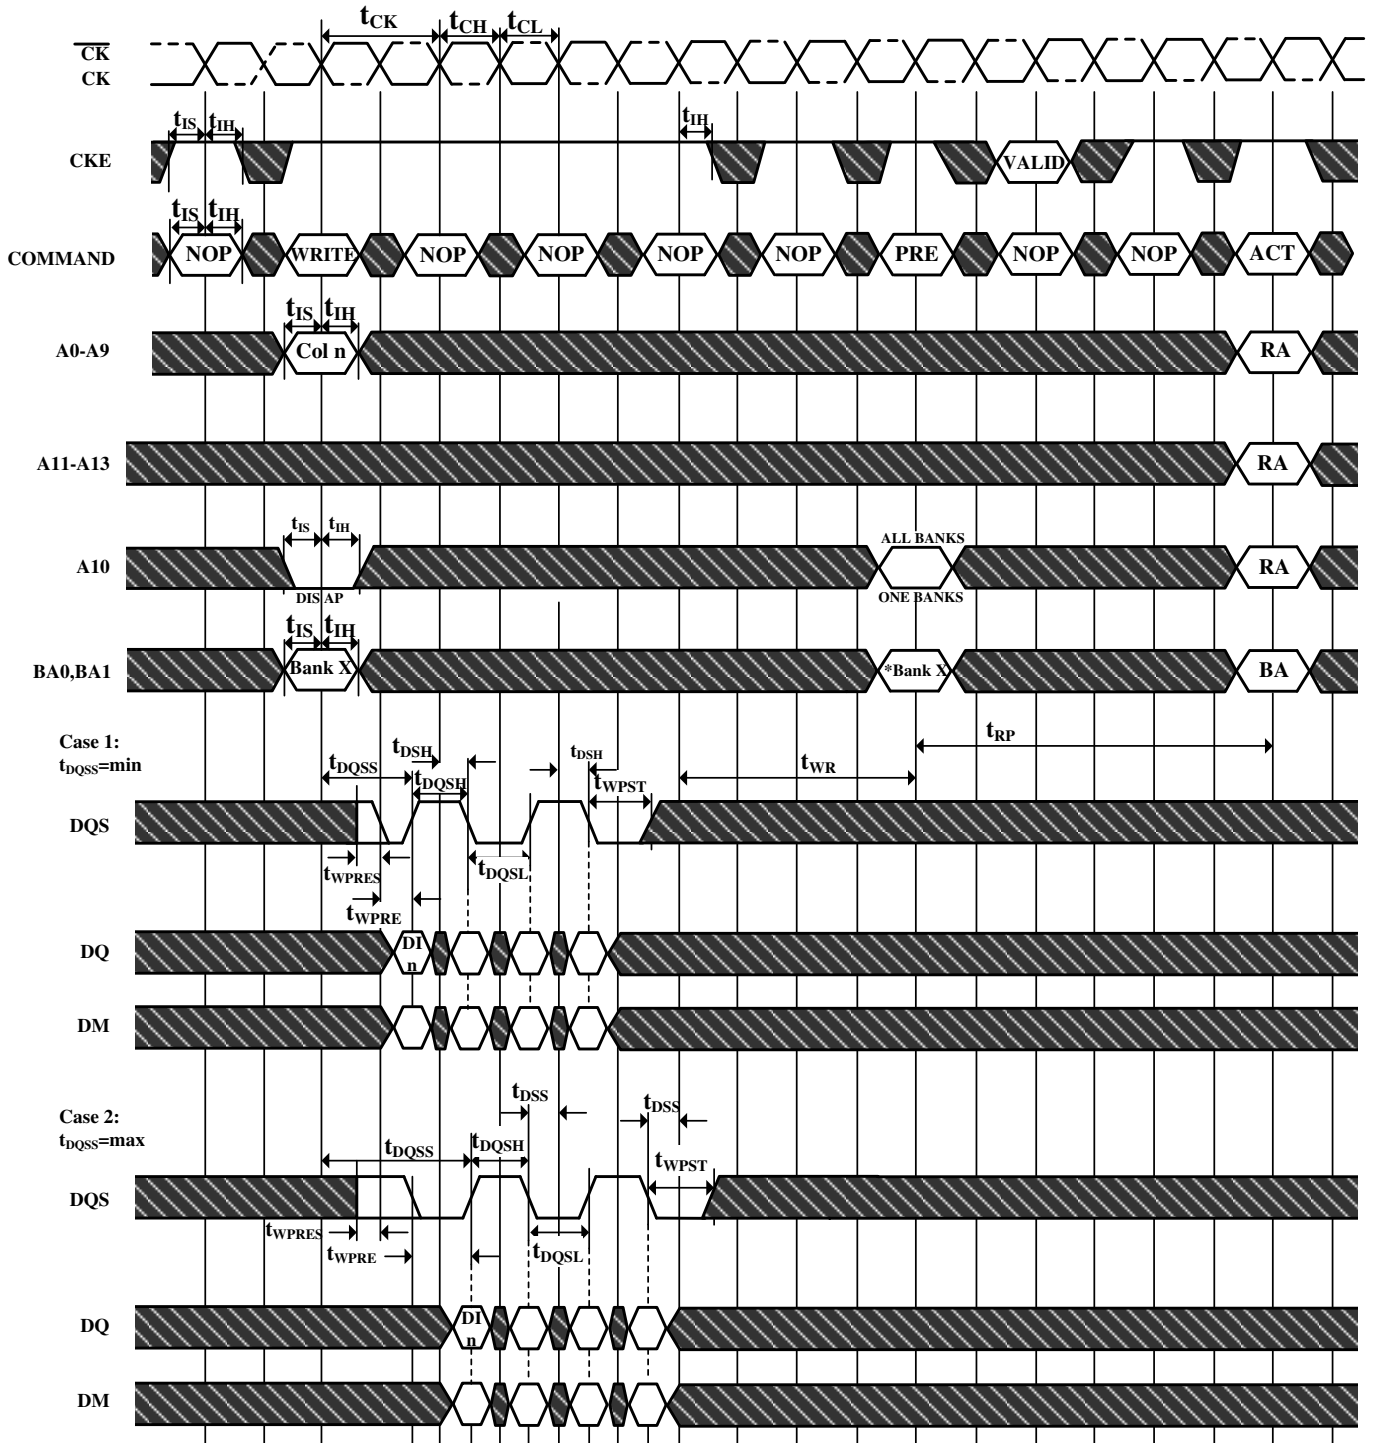 tCK tCH tCL
CK
CK
tIS tIH tIH
CKE VALID
tIS tIH
COMMAND NOP WRITE NOP NOP NOP NOP PRE NOP NOP ACT
tIS tIH
A0-A9 Col n RA
A11-A13 RA
tIS tIH ALL BANKS
A10 RA
DIS AP ONE BANKS
tIS tIH
BA0,BA1 Bank X *Bank X BA
Case 1:
tDQSS=min
tDSH tDSH tRP
tDQSS tDQSH tWPST tWR
DQS
tWPRES tDQSL
tWPRE
DQ DI
n
DM
tDSS tDSS
Case 2:
tDQSS=max
tDQSS tDQSH tWPST
DQS
tWPRES
tWPRE tDQSL
DQ DI
n
DM